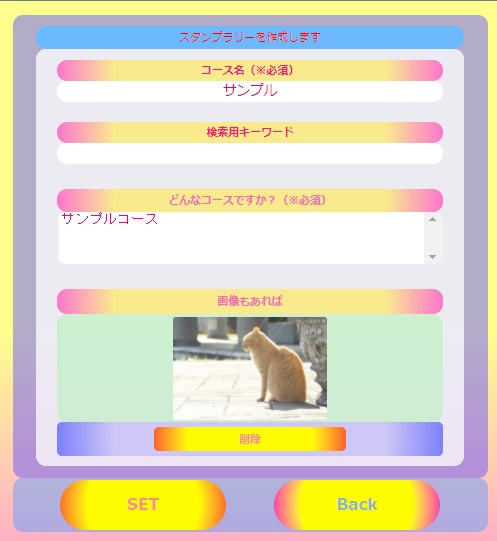 スタンプラリーを作成します
コース名（※必須）
サンプル
検索用キーワード
どんなコースですか？（※必須）
サンプルコース
画像もあれば
削除
SET
Back